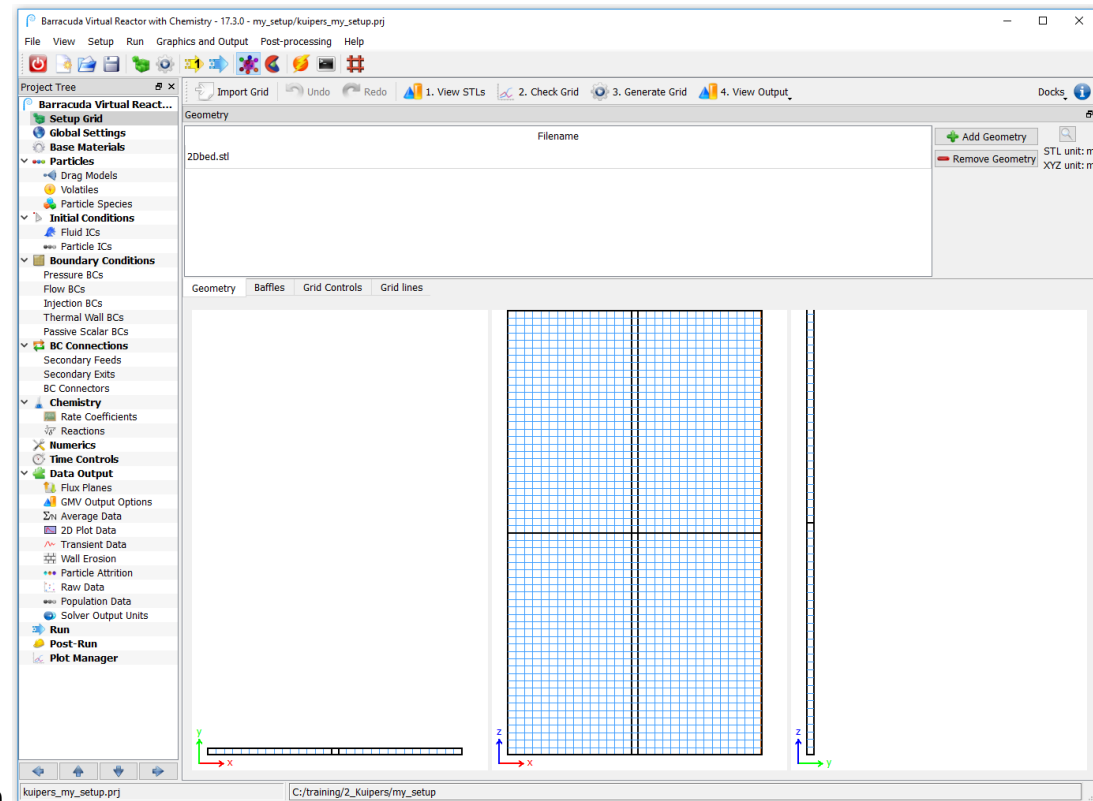 Barracuda Virtual Reactor with Chemistry - 17.3.0 - my_setup/kuipers_my_setup.prj
File View Setup Run Graphics and Output Post-processing Help
Project Tree
Import Grid Undo Redo 1. View STLs 2. Check Grid 3. Generate Grid 4. View Output Docks
Barracuda Virtual React...
Setup Grid
Global Settings
Base Materials
Particles
Drag Models
Volatiles
Particle Species
Initial Conditions
Fluid ICs
Particle ICs
Boundary Conditions
Pressure BCs
Flow BCs
Injection BCs
Thermal Wall BCs
Passive Scalar BCs
BC Connections
Secondary Feeds
Secondary Exits
BC Connectors
Chemistry
Rate Coefficients
Reactions
Numerics
Time Controls
Data Output
Flux Planes
GMV Output Options
Σ/N Average Data
2D Plot Data
Transient Data
Wall Erosion
Particle Attrition
Raw Data
Population Data
Solver Output Units
Run
Post-Run
Plot Manager
Geometry
Filename
2Dbed.stl
Add Geometry
Remove Geometry
STL unit: m
XYZ unit: m
Geometry Baffles Grid Controls Grid lines
y
x
z
x
z
y
kuipers_my_setup.prj C:/training/2_Kuipers/my_setup